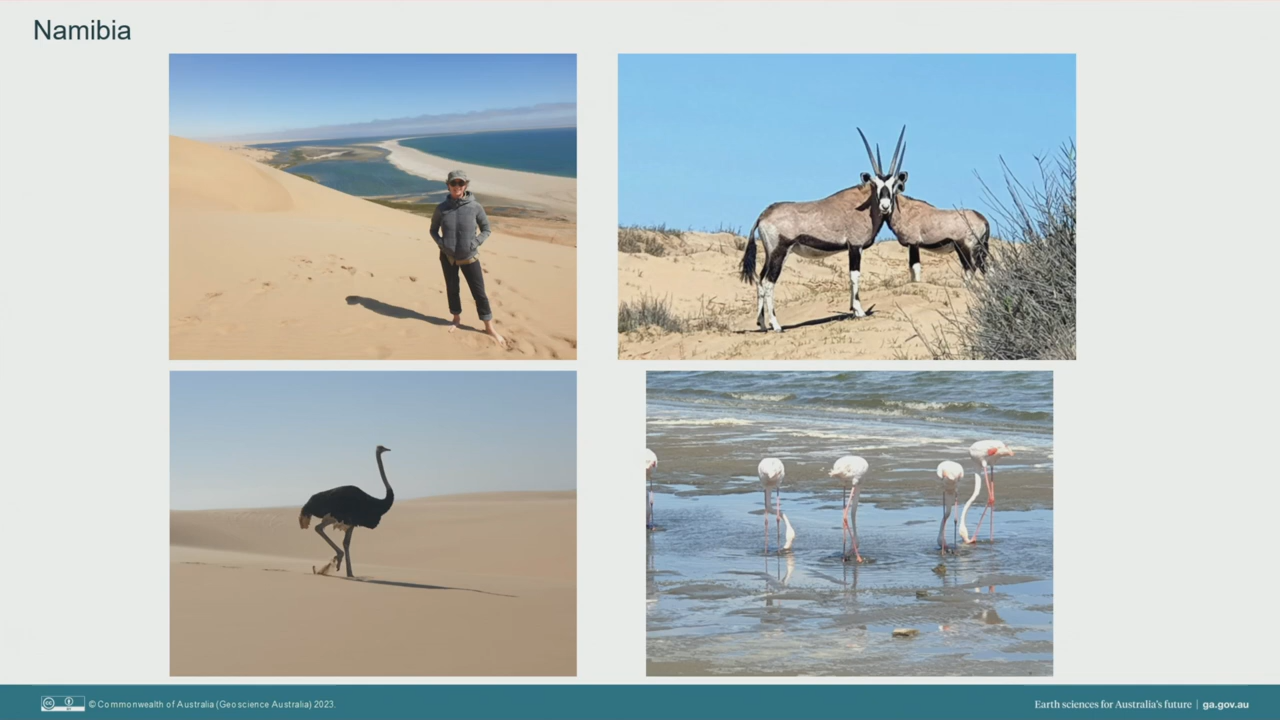 Namibia
© Commonwealth of Australia (Geoscience Australia) 2023.
Earth sciences for Australia's future | ga.gov.au